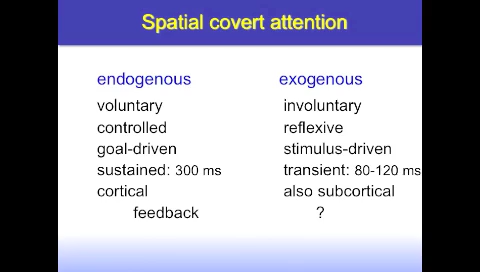 Spatial covert attention
endogenous exogenous
voluntary involuntary
controlled reflexive
goal-driven stimulus-driven
sustained: 300 ms transient: 80-120 ms
cortical also subcortical
feedback ?